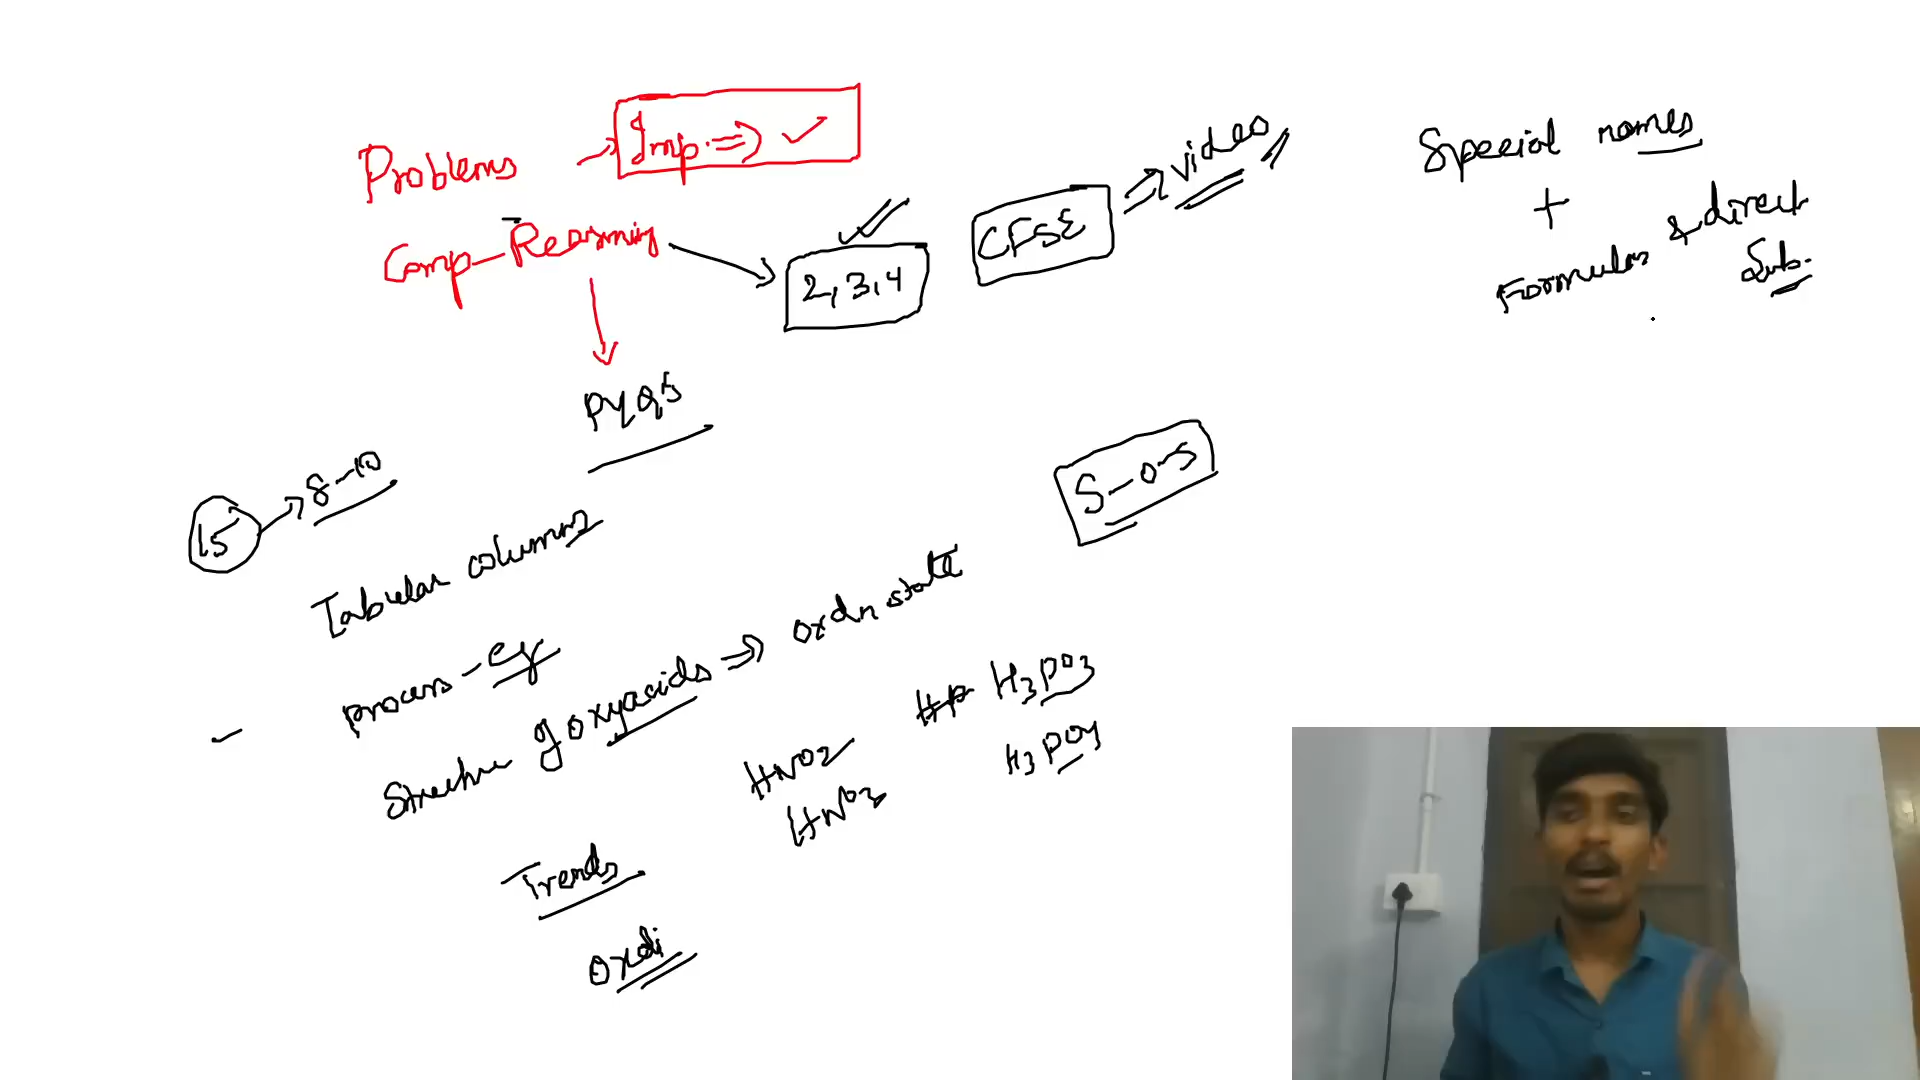 Problems → Imp. ⇒ ✓
Comp-Reasoning → 2, 3, 4
CFSE ⇒ video
PYQ's
Special names
+
Formulas & direct
Sub.
15 → 8-10
Tabular columns
process - eg
Structure of oxyacids ⇒ oxdn state
S-O-S
HNO2
HNO3
H3PO3
H3PO4
Trends
oxdi